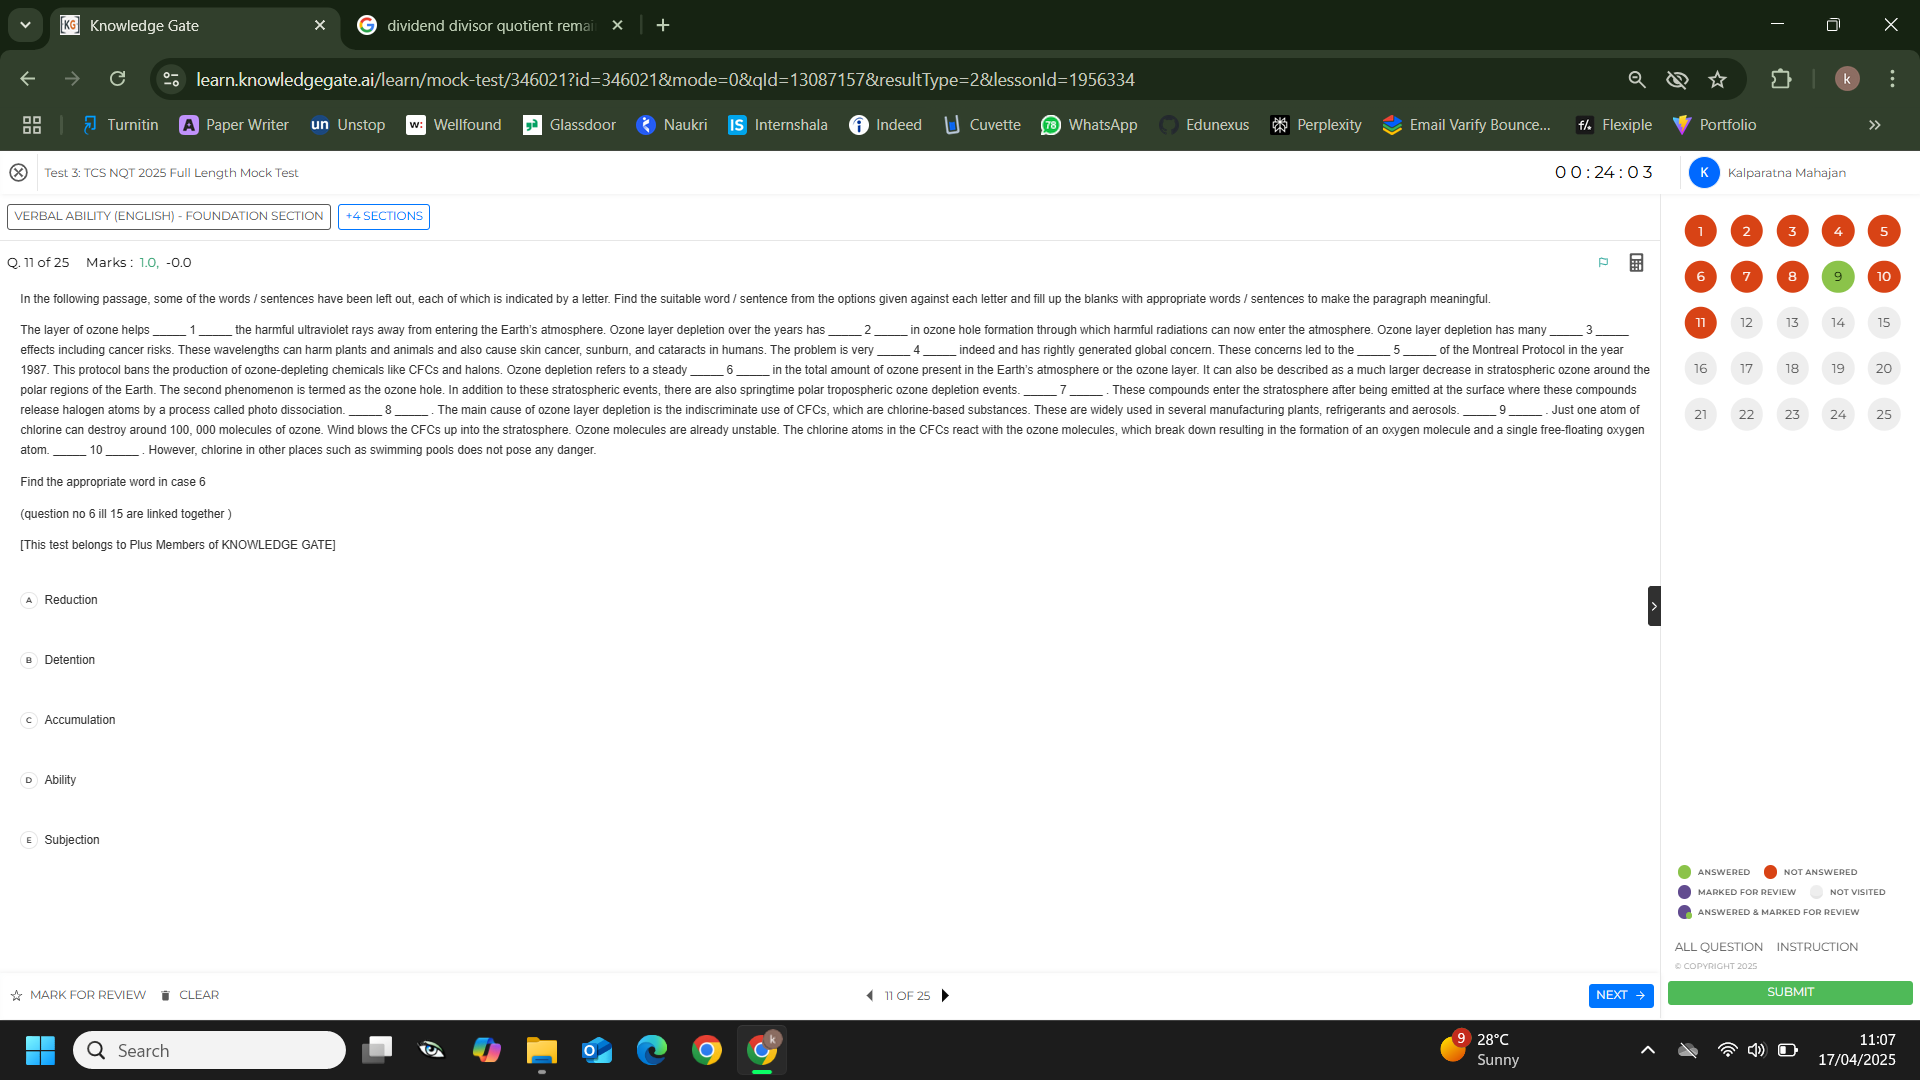 Knowledge Gate
dividend divisor quotient remai
learn.knowledgegate.ai/learn/mock-test/346021?id=346021&mode=0&qId=13087157&resultType=2&lessonId=1956334
k
Turnitin
A Paper Writer
un Unstop
w: Wellfound
Glassdoor
Naukri
IS Internshala
Indeed
Cuvette
78 WhatsApp
Edunexus
Perplexity
Email Varify Bounce...
f/. Flexiple
Portfolio
Test 3: TCS NQT 2025 Full Length Mock Test
00:24:03
K Kalparatna Mahajan
VERBAL ABILITY (ENGLISH) - FOUNDATION SECTION
+4 SECTIONS
Q. 11 of 25 Marks : 1.0, -0.0
In the following passage, some of the words / sentences have been left out, each of which is indicated by a letter. Find the suitable word / sentence from the options given against each letter and fill up the blanks with appropriate words / sentences to make the paragraph meaningful.
The layer of ozone helps _____ 1 _____ the harmful ultraviolet rays away from entering the Earth's atmosphere. Ozone layer depletion over the years has _____ 2 _____ in ozone hole formation through which harmful radiations can now enter the atmosphere. Ozone layer depletion has many _____ 3 _____
effects including cancer risks. These wavelengths can harm plants and animals and also cause skin cancer, sunburn, and cataracts in humans. The problem is very _____ 4 _____ indeed and has rightly generated global concern. These concerns led to the _____ 5 _____ of the Montreal Protocol in the year
1987. This protocol bans the production of ozone-depleting chemicals like CFCs and halons. Ozone depletion refers to a steady _____ 6 _____ in the total amount of ozone present in the Earth's atmosphere or the ozone layer. It can also be described as a much larger decrease in stratospheric ozone around the
polar regions of the Earth. The second phenomenon is termed as the ozone hole. In addition to these stratospheric events, there are also springtime polar tropospheric ozone depletion events. _____ 7 _____ . These compounds enter the stratosphere after being emitted at the surface where these compounds
release halogen atoms by a process called photo dissociation. _____ 8 _____ . The main cause of ozone layer depletion is the indiscriminate use of CFCs, which are chlorine-based substances. These are widely used in several manufacturing plants, refrigerants and aerosols. _____ 9 _____ . Just one atom of
chlorine can destroy around 100, 000 molecules of ozone. Wind blows the CFCs up into the stratosphere. Ozone molecules are already unstable. The chlorine atoms in the CFCs react with the ozone molecules, which break down resulting in the formation of an oxygen molecule and a single free-floating oxygen
atom. _____ 10 _____ . However, chlorine in other places such as swimming pools does not pose any danger.
Find the appropriate word in case 6
(question no 6 ill 15 are linked together )
[This test belongs to Plus Members of KNOWLEDGE GATE]
A Reduction
B Detention
C Accumulation
D Ability
E Subjection
1 2 3 4 5
6 7 8 9 10
11 12 13 14 15
16 17 18 19 20
21 22 23 24 25
ANSWERED NOT ANSWERED
MARKED FOR REVIEW NOT VISITED
ANSWERED & MARKED FOR REVIEW
ALL QUESTION INSTRUCTION
© COPYRIGHT 2025
SUBMIT
MARK FOR REVIEW CLEAR
11 OF 25
NEXT
Search
9
28°C
Sunny
11:07
17/04/2025